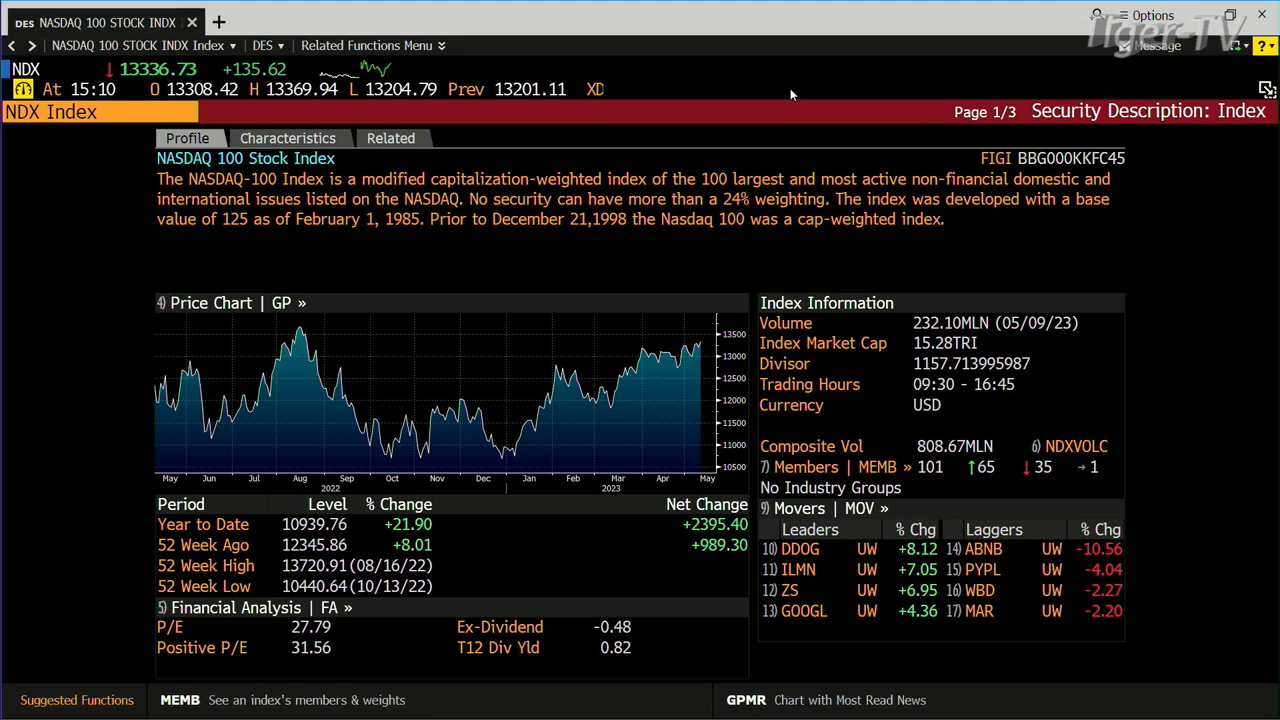 DES NASDAQ 100 STOCK INDX
Options
NASDAQ 100 STOCK INDX Index DES Related Functions Menu
Message
Tiger-TV
NDX 13336.73 +135.62
At 15:10 O 13308.42 H 13369.94 L 13204.79 Prev 13201.11 XD
NDX Index Page 1/3 Security Description: Index
Profile Characteristics Related
NASDAQ 100 Stock Index FIGI BBG000KKFC45
The NASDAQ-100 Index is a modified capitalization-weighted index of the 100 largest and most active non-financial domestic and
international issues listed on the NASDAQ. No security can have more than a 24% weighting. The index was developed with a base
value of 125 as of February 1, 1985. Prior to December 21,1998 the Nasdaq 100 was a cap-weighted index.
4) Price Chart | GP »
13500
13000
12500
12000
11500
11000
10500
May Jun Jul Aug Sep Oct Nov Dec Jan Feb Mar Apr May
2022 2023
Index Information
Volume 232.10MLN (05/09/23)
Index Market Cap 15.28TRI
Divisor 1157.713995987
Trading Hours 09:30 - 16:45
Currency USD
Composite Vol 808.67MLN 6) NDXVOLC
7) Members | MEMB » 101 ↑65 ↓35 →1
No Industry Groups
9) Movers | MOV »
Leaders % Chg Laggers % Chg
10) DDOG UW +8.12 14) ABNB UW -10.56
11) ILMN UW +7.05 15) PYPL UW -4.04
12) ZS UW +6.95 16) WBD UW -2.27
13) GOOGL UW +4.36 17) MAR UW -2.20
Period Level % Change Net Change
Year to Date 10939.76 +21.90 +2395.40
52 Week Ago 12345.86 +8.01 +989.30
52 Week High 13720.91 (08/16/22)
52 Week Low 10440.64 (10/13/22)
5) Financial Analysis | FA »
P/E 27.79 Ex-Dividend -0.48
Positive P/E 31.56 T12 Div Yld 0.82
Suggested Functions MEMB See an index's members & weights GPMR Chart with Most Read News